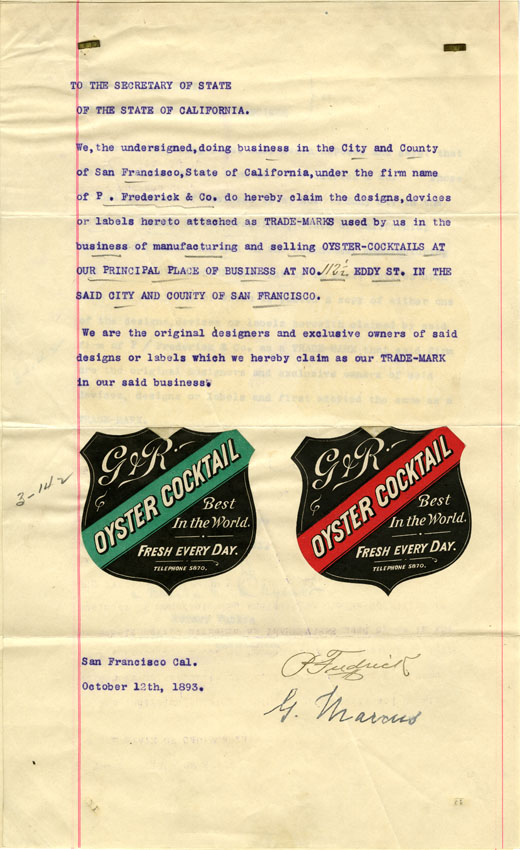 TO THE SECRETARY OF STATE
OF THE STATE OF CALIFORNIA.
We, the undersigned, doing business in the City and County
of San Francisco, State of California, under the firm name
of P . Frederick & Co. do hereby claim the designs, devices
or labels hereto attached as TRADE-MARKS used by us in the
business of manufacturing and selling OYSTER-COCKTAILS AT
OUR PRINCIPAL PLACE OF BUSINESS AT NO. 112½ EDDY ST. IN THE
SAID CITY AND COUNTY OF SAN FRANCISCO.
We are the original designers and exclusive owners of said
designs or labels which we hereby claim as our TRADE-MARK
in our said business.
3-142
G & R.
OYSTER COCKTAIL
Best
In the World.
FRESH EVERY DAY.
TELEPHONE 5870.
G & R.
OYSTER COCKTAIL
Best
In the World.
FRESH EVERY DAY.
TELEPHONE 5870.
San Francisco Cal.
October 12th, 1893.
P Fredrick
G. Marcus